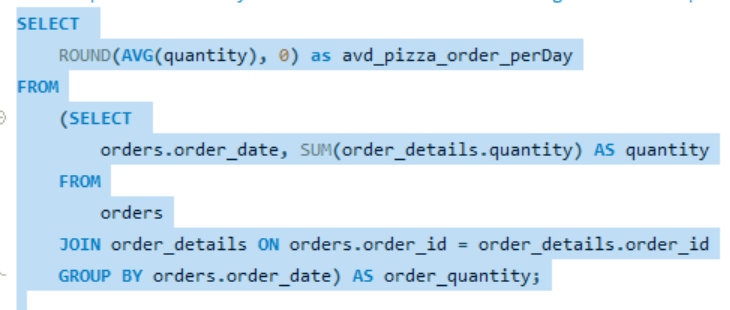 SELECT
ROUND(AVG(quantity), 0) as avd_pizza_order_perDay
FROM
(SELECT
orders.order_date, SUM(order_details.quantity) AS quantity
FROM
orders
JOIN order_details ON orders.order_id = order_details.order_id
GROUP BY orders.order_date) AS order_quantity;